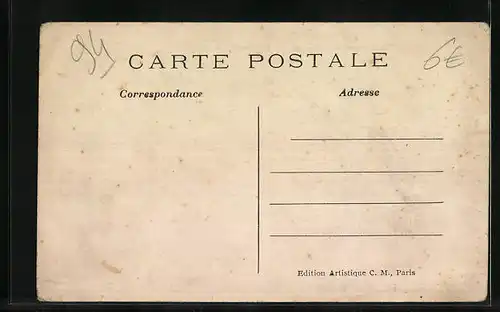 94
6€
CARTE POSTALE
Correspondance
Adresse
Edition Artistique C. M., Paris